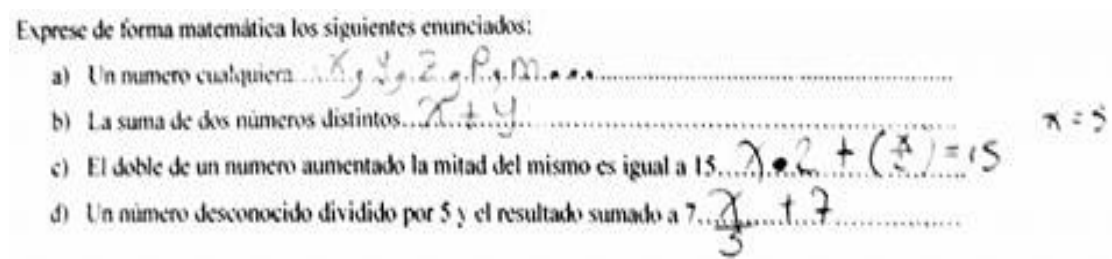 Exprese de forma matemática los siguientes enunciados:
a) Un numero cualquiera....x, y, z, p, m...
b) La suma de dos números distintos...x + y
x = 5
c) El doble de un numero aumentado la mitad del mismo es igual a 15...x • 2 + (x/2) = 15
d) Un número desconocido dividido por 5 y el resultado sumado a 7...x/5 + 7